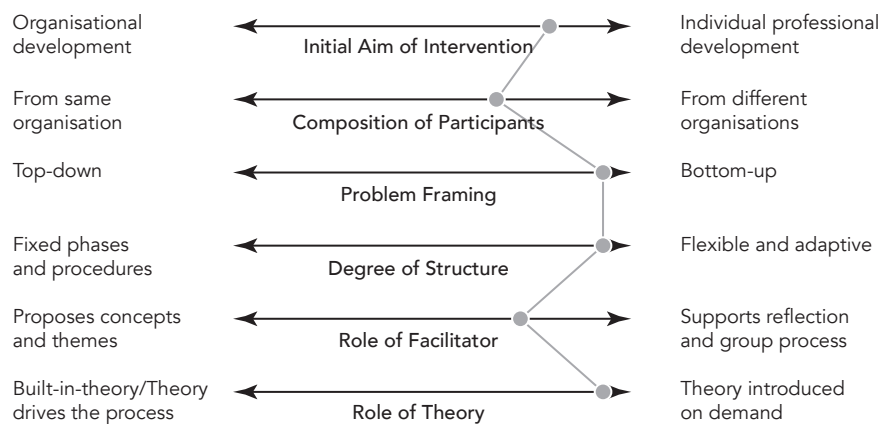 Organisational
development
Initial Aim of Intervention
Individual professional
development
From same
organisation
Composition of Participants
From different
organisations
Top-down
Problem Framing
Bottom-up
Fixed phases
and procedures
Degree of Structure
Flexible and adaptive
Proposes concepts
and themes
Role of Facilitator
Supports reflection
and group process
Built-in-theory/Theory
drives the process
Role of Theory
Theory introduced
on demand